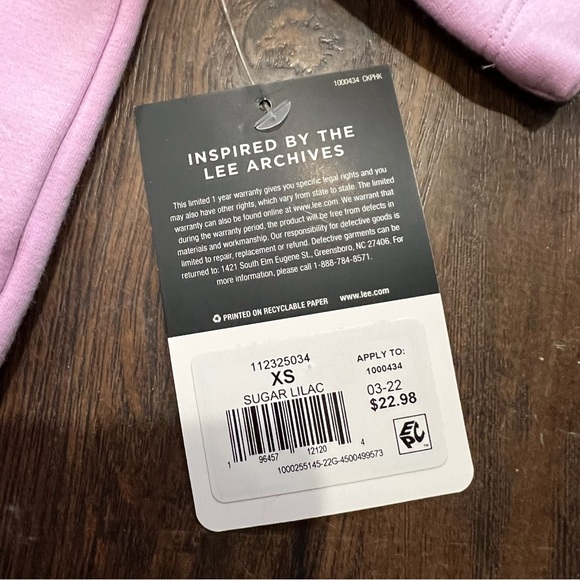 1000434 CKPHK
INSPIRED BY THE
LEE ARCHIVES
This limited 1 year warranty gives you specific legal rights and you
may also have other rights, which vary from state to state. The limited
warranty can also be found online at www.lee.com. We warrant that
during the warranty period, the product will be free from defects in
materials and workmanship. Our responsibility for defective goods is
limited to repair, replacement or refund. Defective garments can be
returned to: 1421 South Elm Eugene St., Greensboro, NC 27406. For
more information, please call 1-888-784-8571.
PRINTED ON RECYCLABLE PAPER www.lee.com
112325034
XS
SUGAR LILAC
APPLY TO:
1000434
03-22
$22.98
1 96457 12120 4
1000255145-22G-4500499573
EPC